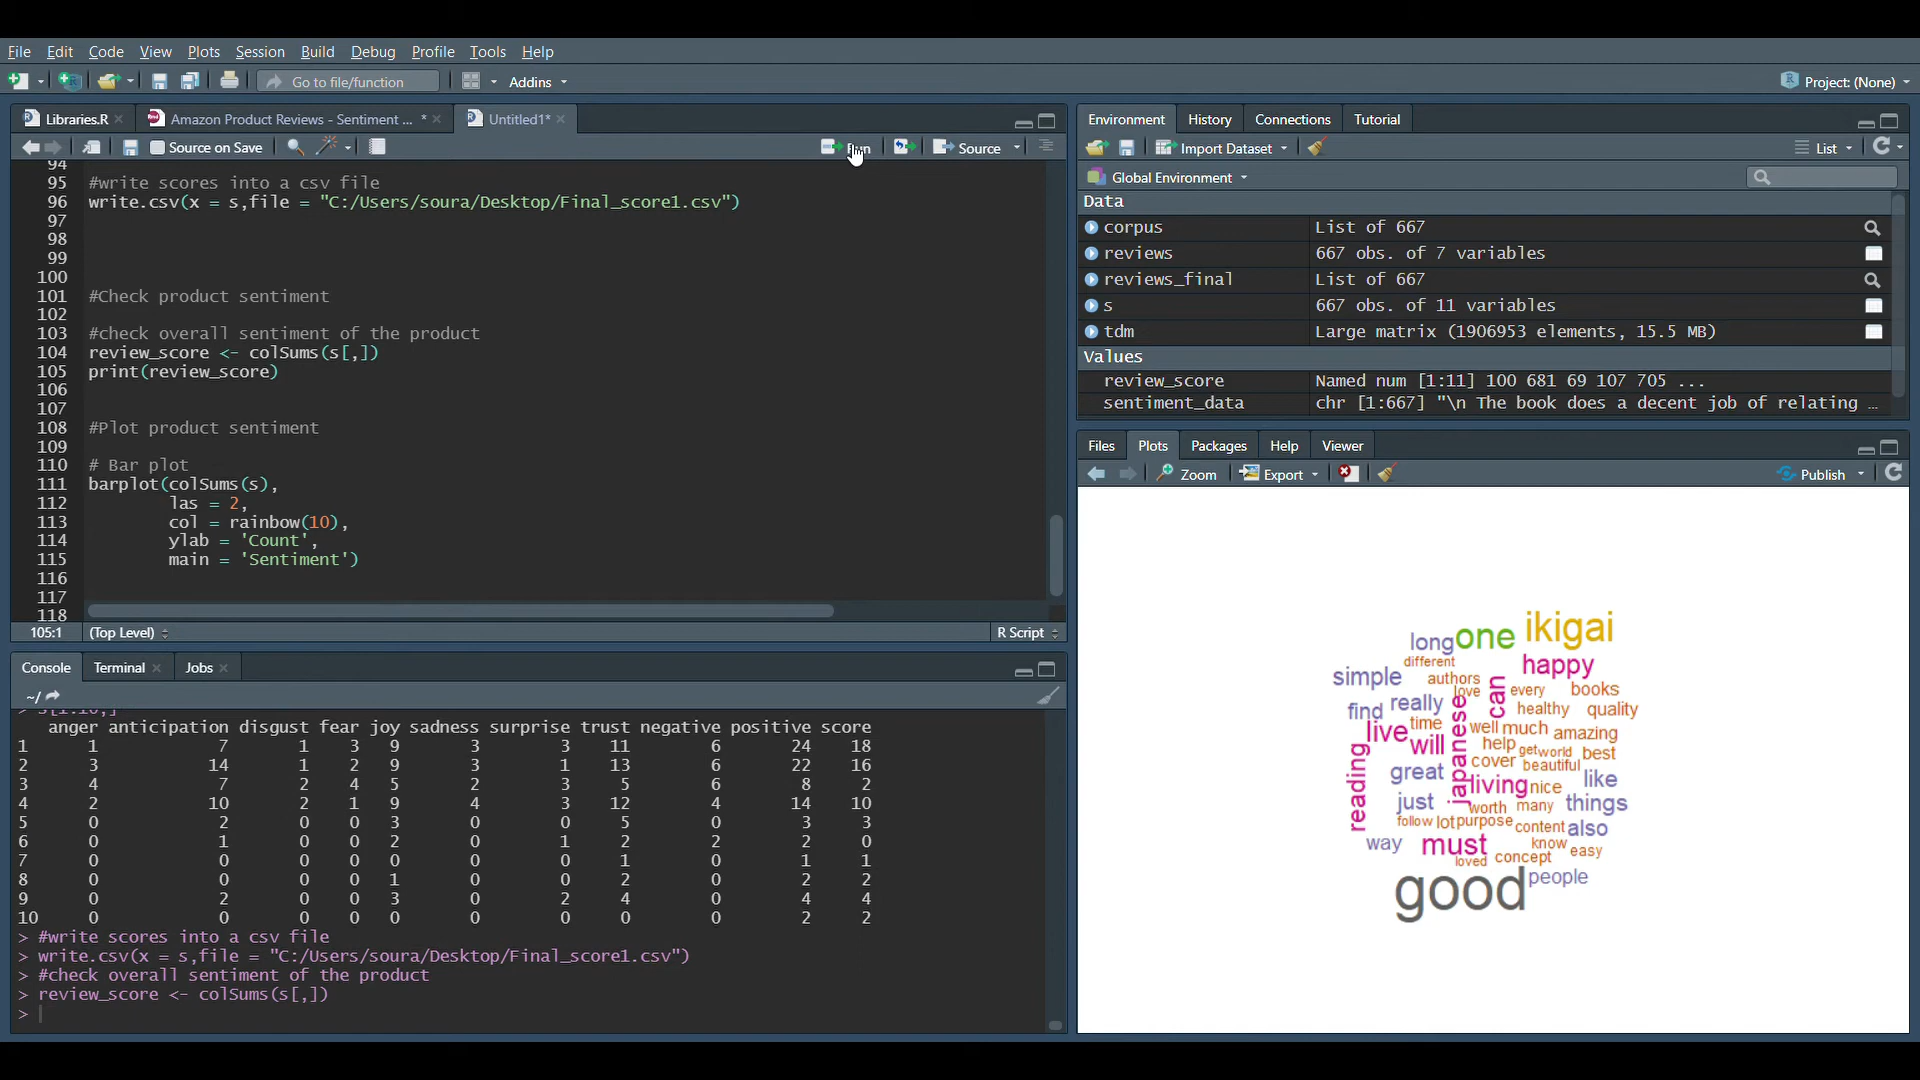 File Edit Code View Plots Session Build Debug Profile Tools Help
Go to file/function Addins Project: (None)
Libraries.R Amazon Product Reviews - Sentiment ... * Untitled1*
Source on Save Run Source
94
95 #write scores into a csv file
96 write.csv(x = s,file = "C:/Users/soura/Desktop/Final_score1.csv")
97
98
99
100
101 #Check product sentiment
102
103 #check overall sentiment of the product
104 review_score <- colSums(s[,])
105 print(review_score)
106
107
108 #Plot product sentiment
109
110 # Bar plot
111 barplot(colSums(s),
112 las = 2,
113 col = rainbow(10),
114 ylab = 'Count',
115 main = 'Sentiment')
116
117
118
105:1 (Top Level) R Script
Console Terminal Jobs
~/
anger anticipation disgust fear joy sadness surprise trust negative positive score
1 1 7 1 3 9 3 3 11 6 24 18
2 3 14 1 2 9 3 1 13 6 22 16
3 4 7 2 4 5 2 3 5 6 8 2
4 2 10 2 1 9 4 3 12 4 14 10
5 0 2 0 0 3 0 0 5 0 3 3
6 0 1 0 0 2 0 1 2 2 2 0
7 0 0 0 0 0 0 0 1 0 1 1
8 0 0 0 0 1 0 0 2 0 2 2
9 0 2 0 0 3 0 2 4 0 4 4
10 0 0 0 0 0 0 0 0 0 2 2
> #write scores into a csv file
> write.csv(x = s,file = "C:/Users/soura/Desktop/Final_score1.csv")
> #check overall sentiment of the product
> review_score <- colSums(s[,])
>
Environment History Connections Tutorial
Import Dataset List
Global Environment
Data
corpus List of 667
reviews 667 obs. of 7 variables
reviews_final List of 667
s 667 obs. of 11 variables
tdm Large matrix (1906953 elements, 15.5 MB)
Values
review_score Named num [1:11] 100 681 69 107 705 ...
sentiment_data chr [1:667] "\n The book does a decent job of relating …
Files Plots Packages Help Viewer
Zoom Export Publish
long one ikigai
different happy
simple authors can
love every books
find really healthy quality
time well much amazing
live will japanese help get world best
cover beautiful
reading great living nice like
just worth many things
follow lot purpose content also
way must know easy
loved concept
good people